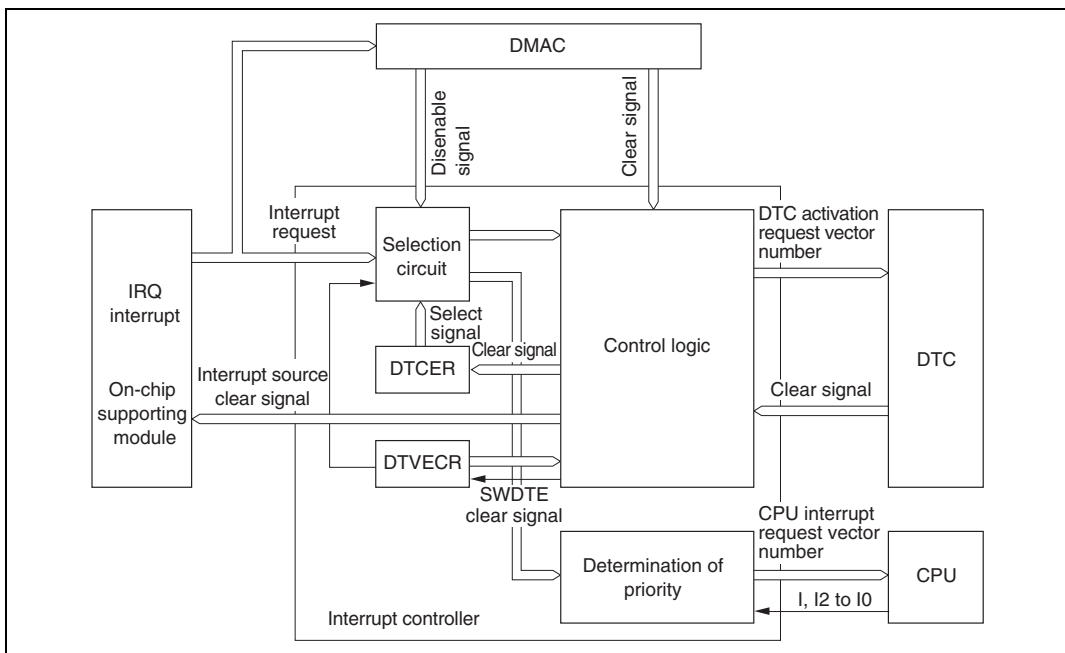 DMAC
Disenable
signal
Clear signal
Interrupt
request
DTC activation
request vector
number
Selection
circuit
IRQ
interrupt
Select
signal
Clear signal
Control logic
DTC
DTCER
Interrupt source
clear signal
Clear signal
On-chip
supporting
module
DTVECR
SWDTE
clear signal
CPU interrupt
request vector
number
Determination of
priority
CPU
I, I2 to I0
Interrupt controller